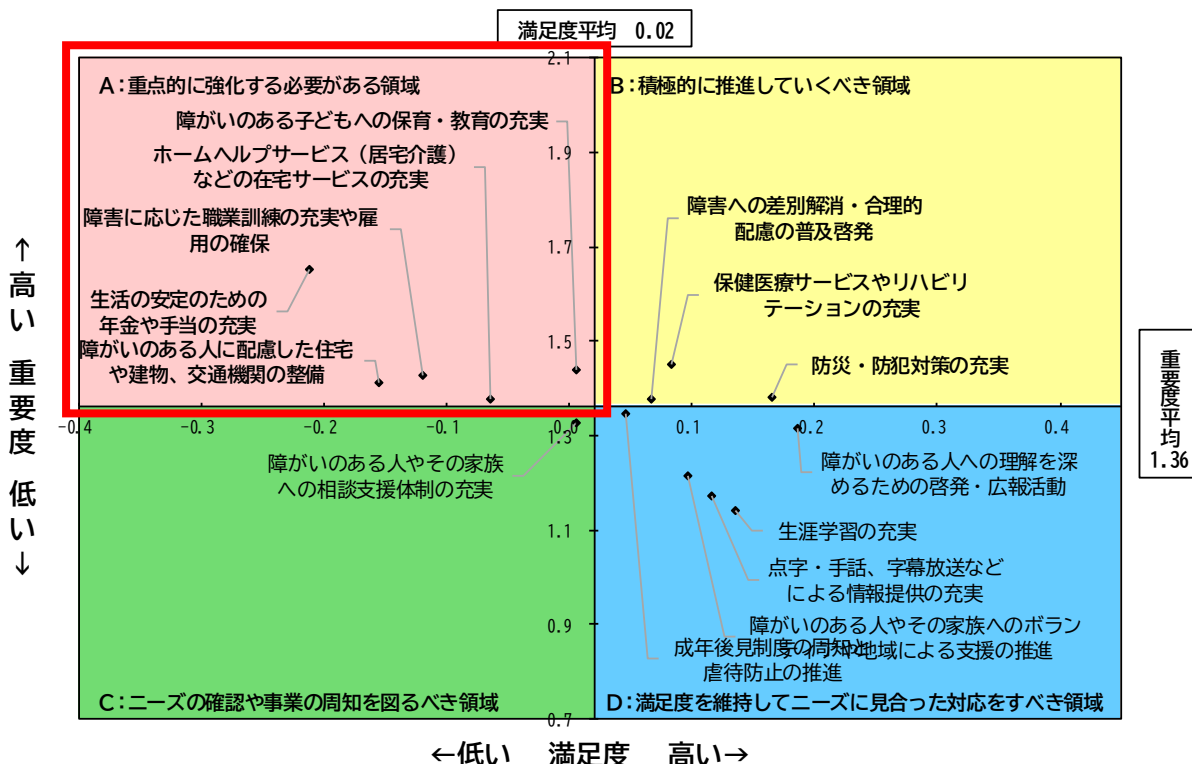 満足度平均 0.02
2.1
A:重点的に強化する必要がある領域
B:積極的に推進していくべき領域
障がいのある子どもへの保育・教育の充実
1.9
ホームヘルプサービス(居宅介護)
などの在宅サービスの充実
障害への差別解消・合理的
配慮の普及啓発
障害に応じた職業訓練の充実や雇
用の確保
1.7
↑高い 重要度 低い↓
保健医療サービスやリハビリ
テーションの充実
生活の安定のための
年金や手当の充実
1.5
障がいのある人に配慮した住宅
や建物、交通機関の整備
防災・防犯対策の充実
重要度平均
1.36
-0.4 -0.3 -0.2 -0.1 0.0 0.1 0.2 0.3 0.4
1.3
障がいのある人やその家族
への相談支援体制の充実
障がいのある人への理解を深
めるための啓発・広報活動
1.1
生涯学習の充実
点字・手話、字幕放送など
による情報提供の充実
0.9
障がいのある人やその家族へのボラン
ティアや地域による支援の推進
成年後見制度の周知と
虐待防止の推進
C:ニーズの確認や事業の周知を図るべき領域
D:満足度を維持してニーズに見合った対応をすべき領域
0.7
←低い 満足度 高い→